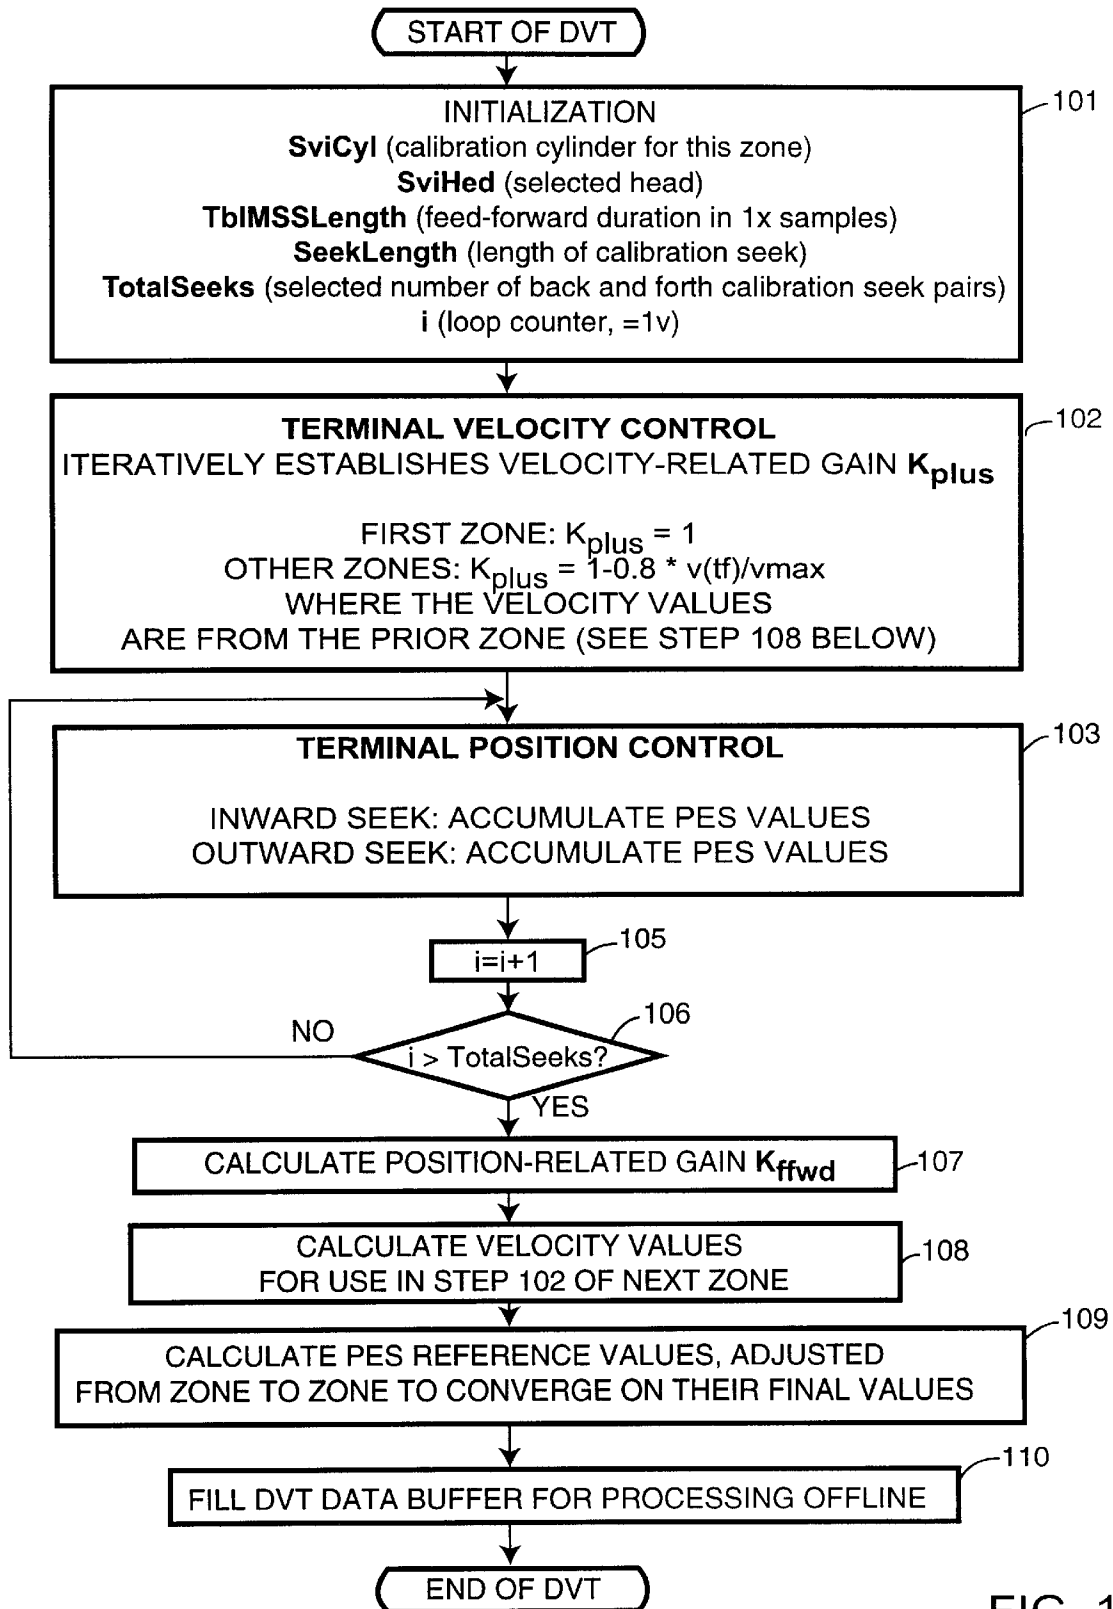 START OF DVT
101
INITIALIZATION
SviCyl (calibration cylinder for this zone)
SviHed (selected head)
TblMSSLength (feed-forward duration in 1x samples)
SeekLength (length of calibration seek)
TotalSeeks (selected number of back and forth calibration seek pairs)
i (loop counter, =1v)
102
TERMINAL VELOCITY CONTROL
ITERATIVELY ESTABLISHES VELOCITY-RELATED GAIN Kplus
FIRST ZONE: Kplus = 1
OTHER ZONES: Kplus = 1-0.8 * v(tf)/vmax
WHERE THE VELOCITY VALUES
ARE FROM THE PRIOR ZONE (SEE STEP 108 BELOW)
103
TERMINAL POSITION CONTROL
INWARD SEEK: ACCUMULATE PES VALUES
OUTWARD SEEK: ACCUMULATE PES VALUES
105
i=i+1
106
NO
i > TotalSeeks?
YES
CALCULATE POSITION-RELATED GAIN Kffwd
107
CALCULATE VELOCITY VALUES
FOR USE IN STEP 102 OF NEXT ZONE
108
109
CALCULATE PES REFERENCE VALUES, ADJUSTED
FROM ZONE TO ZONE TO CONVERGE ON THEIR FINAL VALUES
110
FILL DVT DATA BUFFER FOR PROCESSING OFFLINE
END OF DVT
FIG. 1